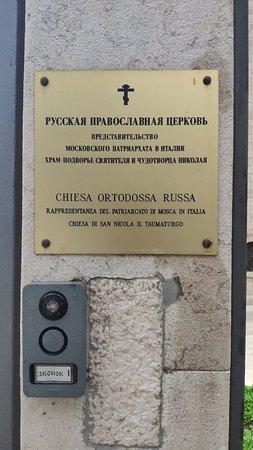 РУССКАЯ ПРАВОСЛАВНАЯ ЦЕРКОВЬ
ПРЕДСТАВИТЕЛЬСТВО
МОСКОВСКОГО ПАТРИАРХАТА В ИТАЛИИ
ХРАМ-ПОДВОРЬЕ СВЯТИТЕЛЯ И ЧУДОТВОРЦА НИКОЛАЯ
CHIESA ORTODOSSA RUSSA
RAPPRESENTANZA DEL PATRIARCATO DI MOSCA IN ITALIA
CHIESA DI SAN NICOLA IL TAUMATURGO
звонок